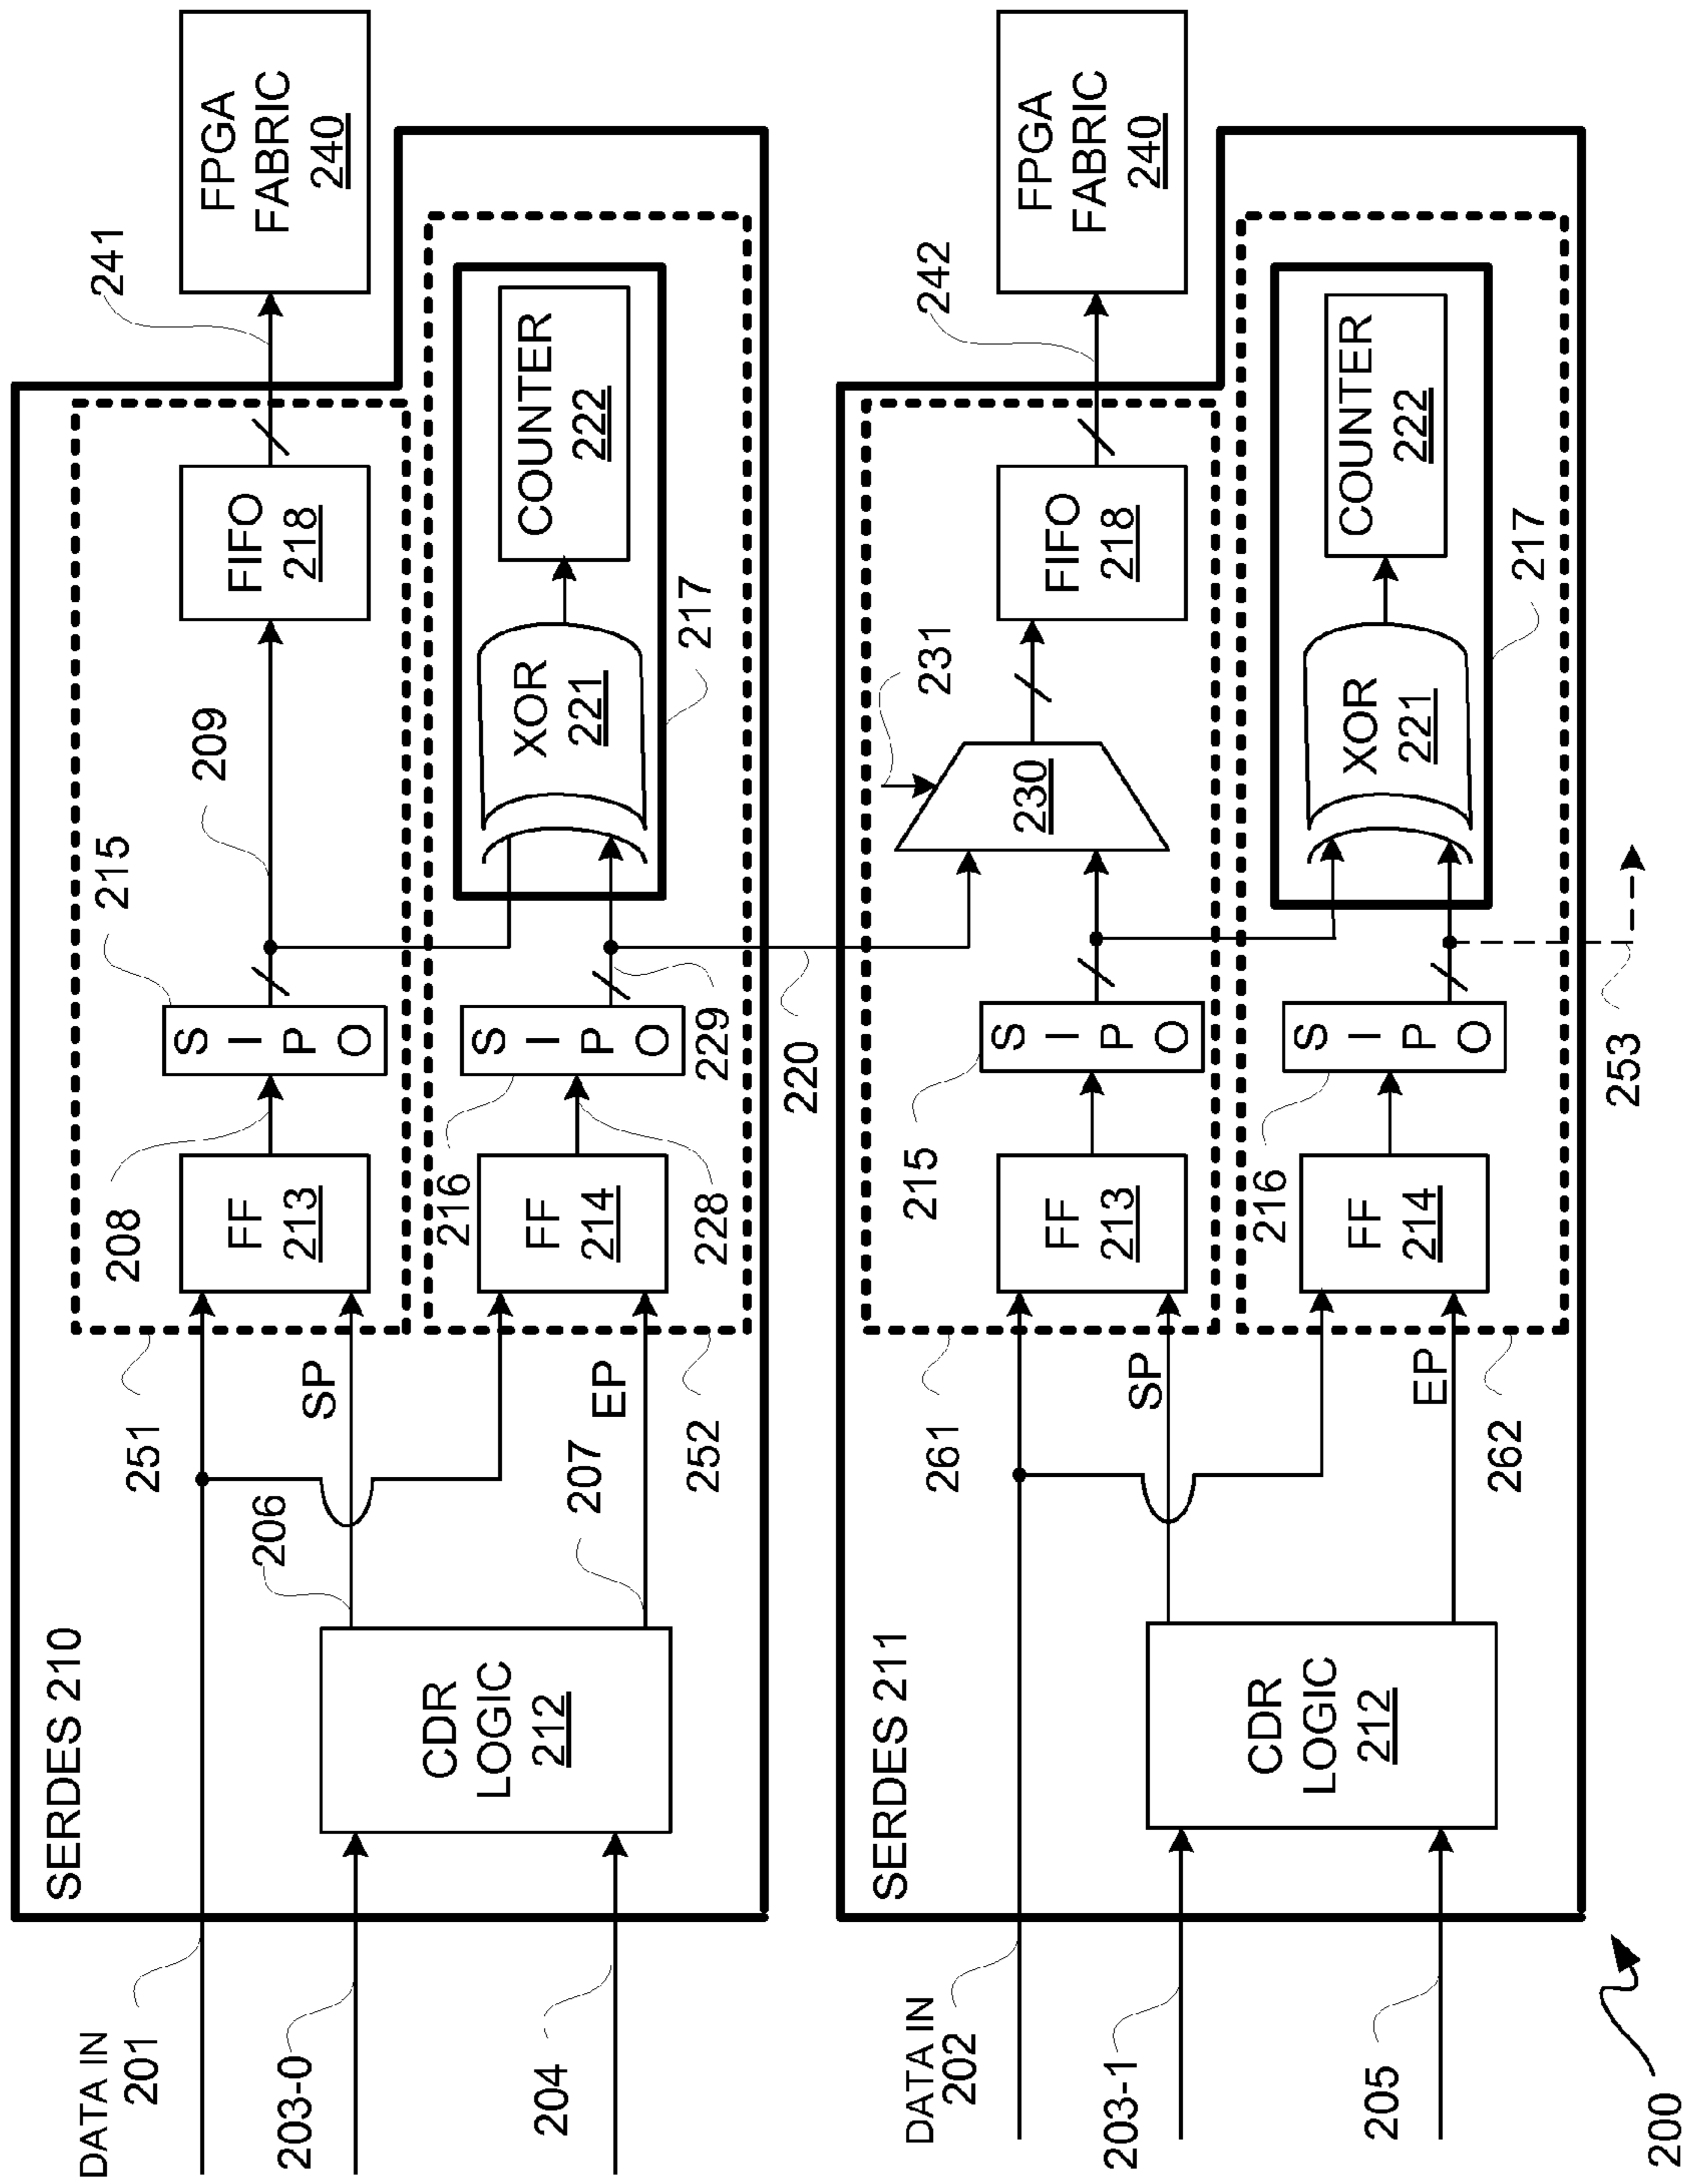 SERDES 210
DATA IN
201
203-0
204
CDR
LOGIC
212
206
207
SP
EP
251
252
FF
213
FF
214
208
228
S I P O
215
S I P O
216
209
229
220
XOR
221
COUNTER
222
217
FIFO
218
241
FPGA
FABRIC
240
SERDES 211
DATA IN
202
203-1
205
CDR
LOGIC
212
SP
EP
261
262
FF
213
FF
214
S I P O
215
S I P O
216
253
230
231
XOR
221
COUNTER
222
217
FIFO
218
242
FPGA
FABRIC
240
200